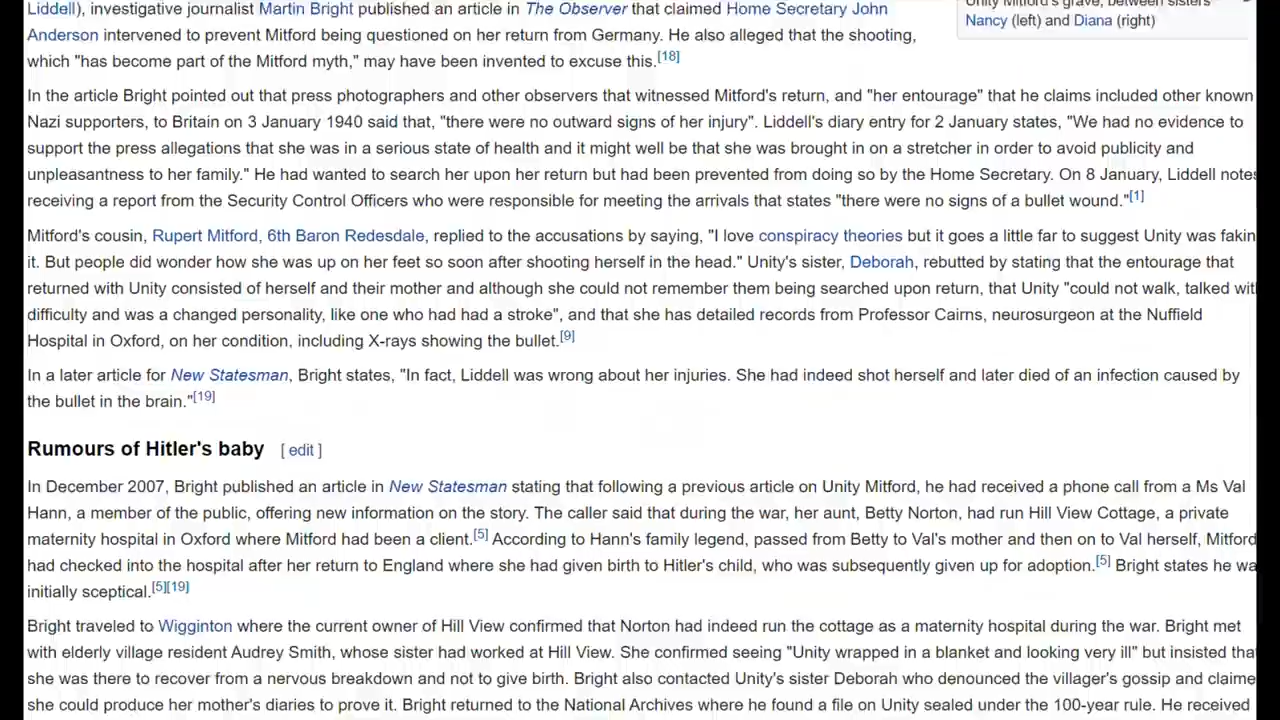 Liddell), investigative journalist Martin Bright published an article in The Observer that claimed Home Secretary John
Anderson intervened to prevent Mitford being questioned on her return from Germany. He also alleged that the shooting,
which "has become part of the Mitford myth," may have been invented to excuse this.[18]
Unity Mitford's grave, between sisters
Nancy (left) and Diana (right)
In the article Bright pointed out that press photographers and other observers that witnessed Mitford's return, and "her entourage" that he claims included other known
Nazi supporters, to Britain on 3 January 1940 said that, "there were no outward signs of her injury". Liddell's diary entry for 2 January states, "We had no evidence to
support the press allegations that she was in a serious state of health and it might well be that she was brought in on a stretcher in order to avoid publicity and
unpleasantness to her family." He had wanted to search her upon her return but had been prevented from doing so by the Home Secretary. On 8 January, Liddell notes
receiving a report from the Security Control Officers who were responsible for meeting the arrivals that states "there were no signs of a bullet wound."[1]
Mitford's cousin, Rupert Mitford, 6th Baron Redesdale, replied to the accusations by saying, "I love conspiracy theories but it goes a little far to suggest Unity was fakin
it. But people did wonder how she was up on her feet so soon after shooting herself in the head." Unity's sister, Deborah, rebutted by stating that the entourage that
returned with Unity consisted of herself and their mother and although she could not remember them being searched upon return, that Unity "could not walk, talked wit
difficulty and was a changed personality, like one who had had a stroke", and that she has detailed records from Professor Cairns, neurosurgeon at the Nuffield
Hospital in Oxford, on her condition, including X-rays showing the bullet.[9]
In a later article for New Statesman, Bright states, "In fact, Liddell was wrong about her injuries. She had indeed shot herself and later died of an infection caused by
the bullet in the brain."[19]
Rumours of Hitler's baby [ edit ]
In December 2007, Bright published an article in New Statesman stating that following a previous article on Unity Mitford, he had received a phone call from a Ms Val
Hann, a member of the public, offering new information on the story. The caller said that during the war, her aunt, Betty Norton, had run Hill View Cottage, a private
maternity hospital in Oxford where Mitford had been a client.[5] According to Hann's family legend, passed from Betty to Val's mother and then on to Val herself, Mitford
had checked into the hospital after her return to England where she had given birth to Hitler's child, who was subsequently given up for adoption.[5] Bright states he wa
initially sceptical.[5][19]
Bright traveled to Wigginton where the current owner of Hill View confirmed that Norton had indeed run the cottage as a maternity hospital during the war. Bright met
with elderly village resident Audrey Smith, whose sister had worked at Hill View. She confirmed seeing "Unity wrapped in a blanket and looking very ill" but insisted tha
she was there to recover from a nervous breakdown and not to give birth. Bright also contacted Unity's sister Deborah who denounced the villager's gossip and claime
she could produce her mother's diaries to prove it. Bright returned to the National Archives where he found a file on Unity sealed under the 100-year rule. He received